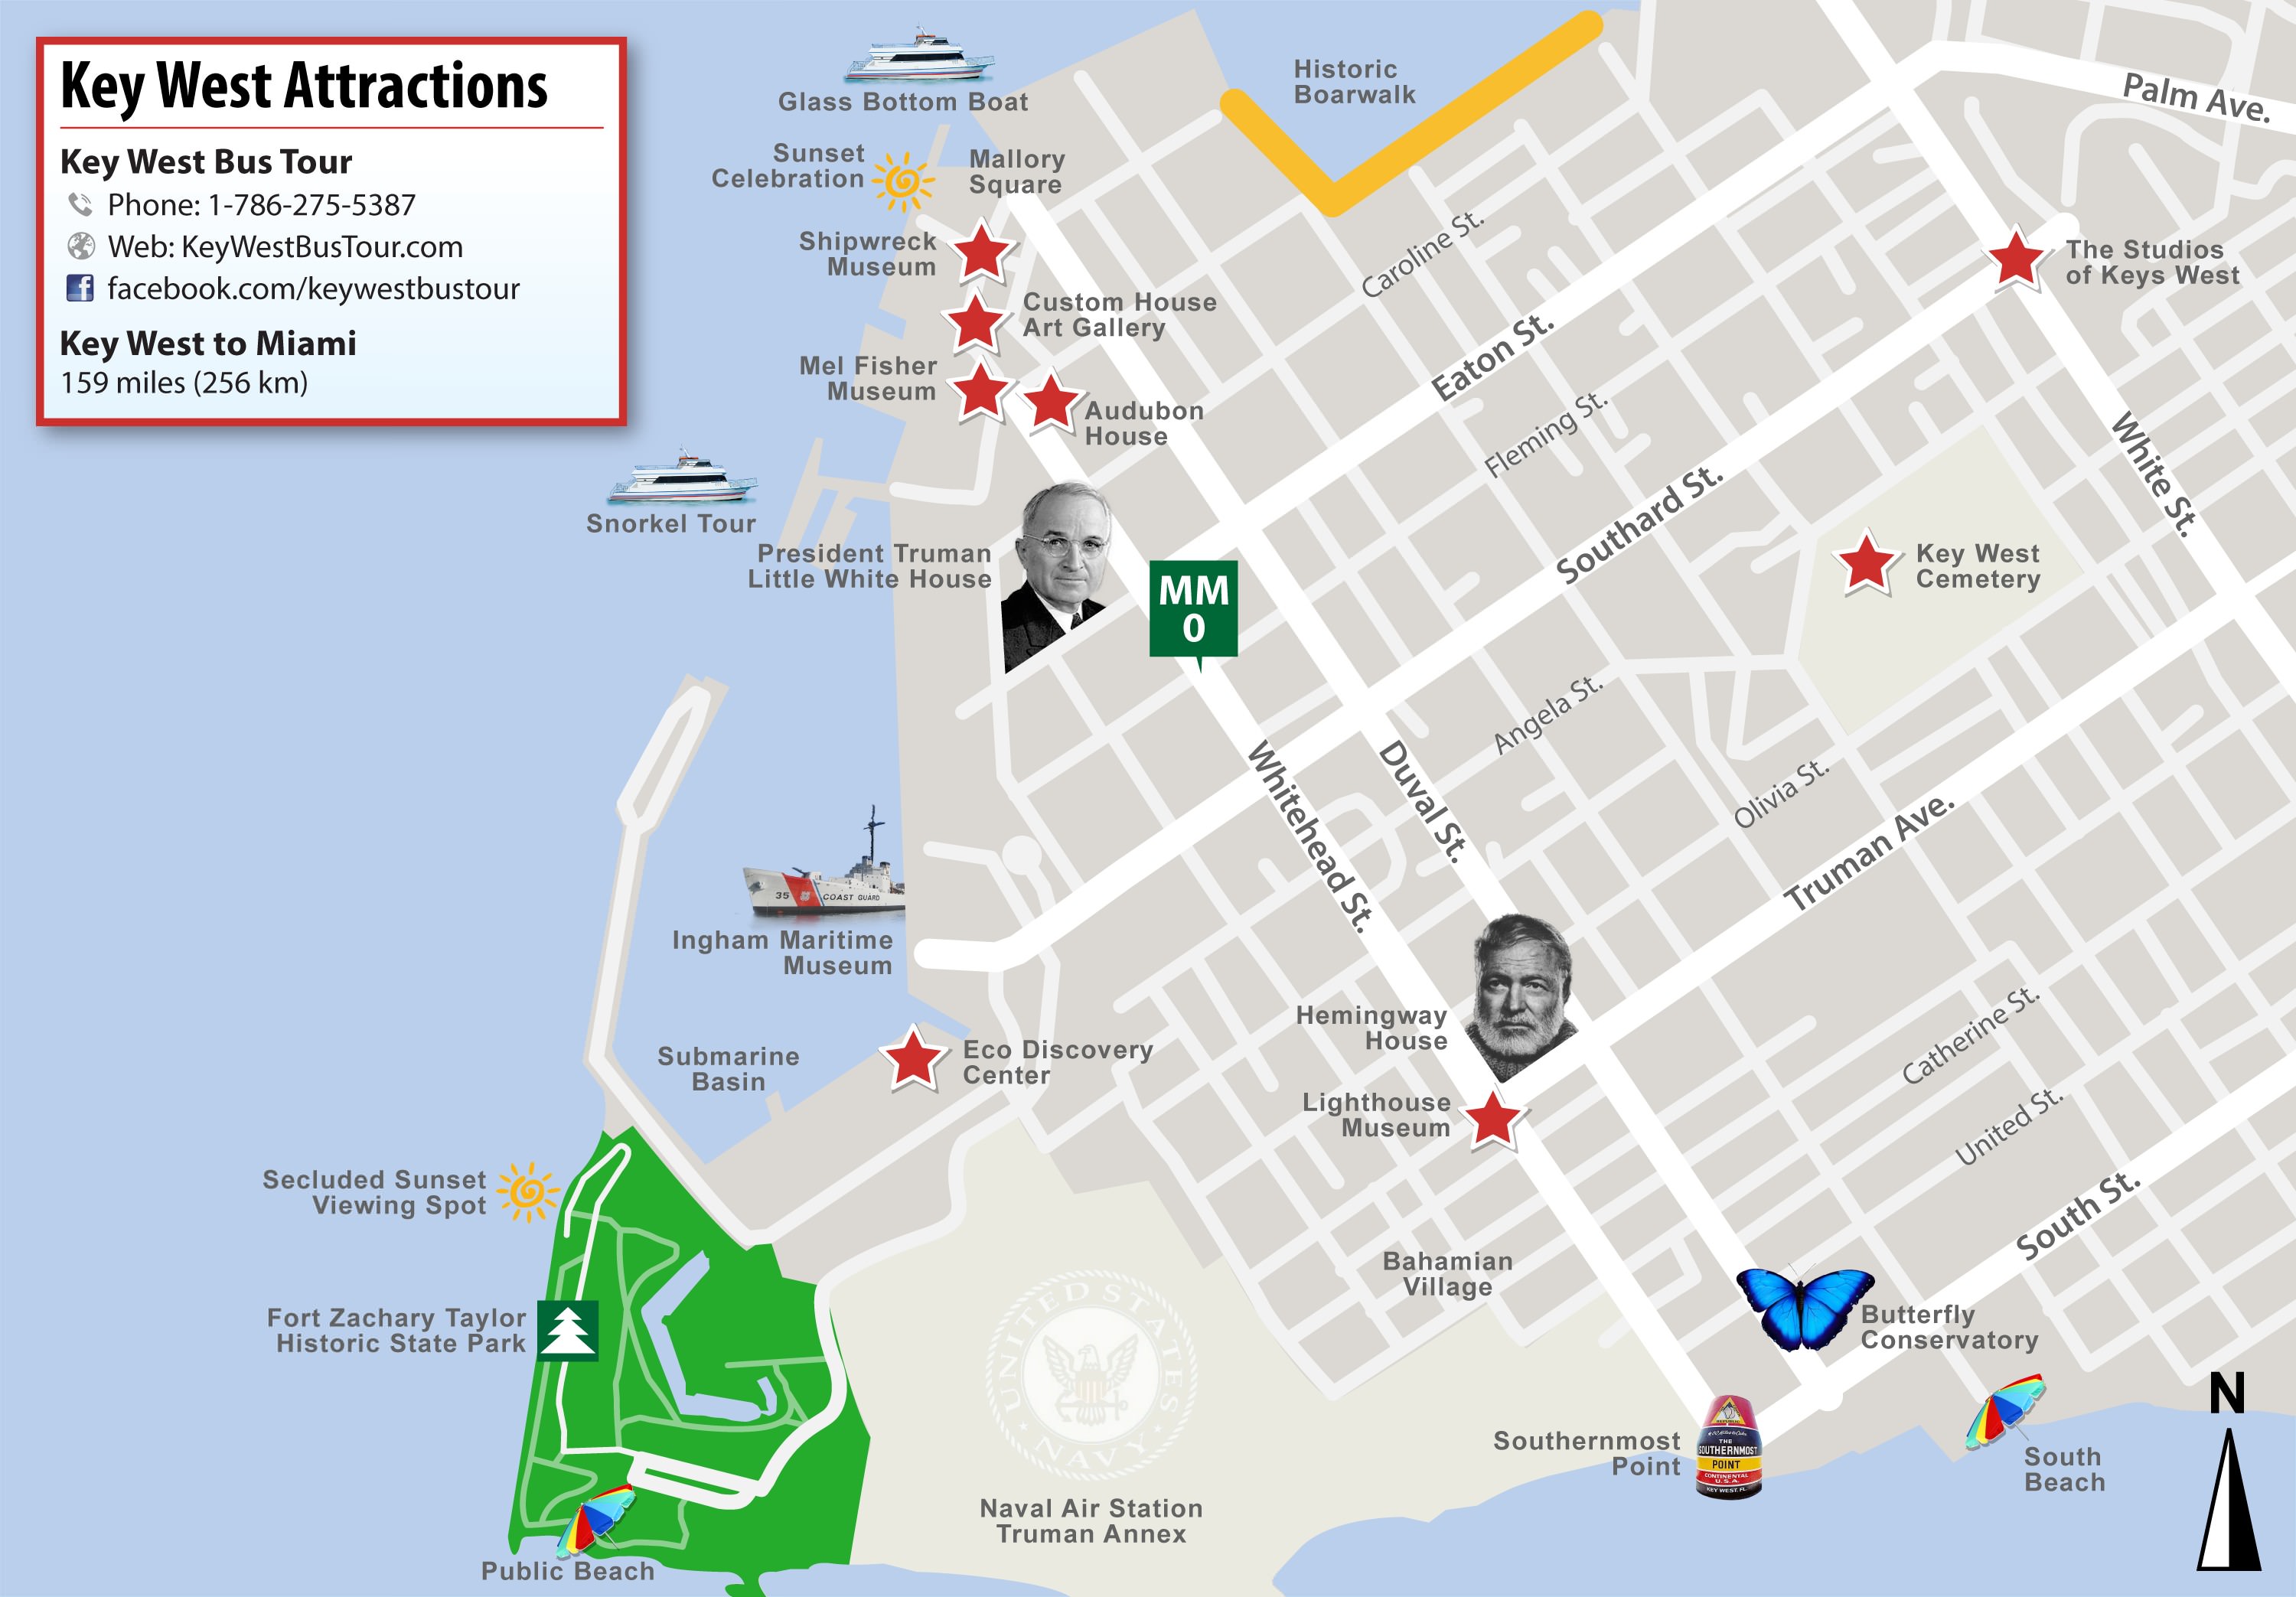 Key West Attractions
Key West Bus Tour
Phone: 1-786-275-5387
Web: KeyWestBusTour.com
facebook.com/keywestbustour
Key West to Miami
159 miles (256 km)
Glass Bottom Boat
Historic
Boarwalk
Palm Ave.
Sunset
Celebration
Mallory
Square
Shipwreck
Museum
Caroline St.
The Studios
of Keys West
Custom House
Art Gallery
Eaton St.
Mel Fisher
Museum
Audubon
House
Fleming St.
White St.
Snorkel Tour
Southard St.
President Truman
Little White House
MM
0
Key West
Cemetery
Angela St.
Whitehead St.
Duval St.
Olivia St.
Truman Ave.
35
COAST GUARD
Ingham Maritime
Museum
Hemingway
House
Catherine St.
Submarine
Basin
Eco Discovery
Center
Lighthouse
Museum
United St.
Secluded Sunset
Viewing Spot
South St.
Bahamian
Village
Fort Zachary Taylor
Historic State Park
UNITED STATES
NAVY
Butterfly
Conservatory
N
Southernmost
Point
THE
SOUTHERNMOST
POINT
CONTINENTAL
U.S.A.
KEY WEST, FL
South
Beach
Naval Air Station
Truman Annex
Public Beach